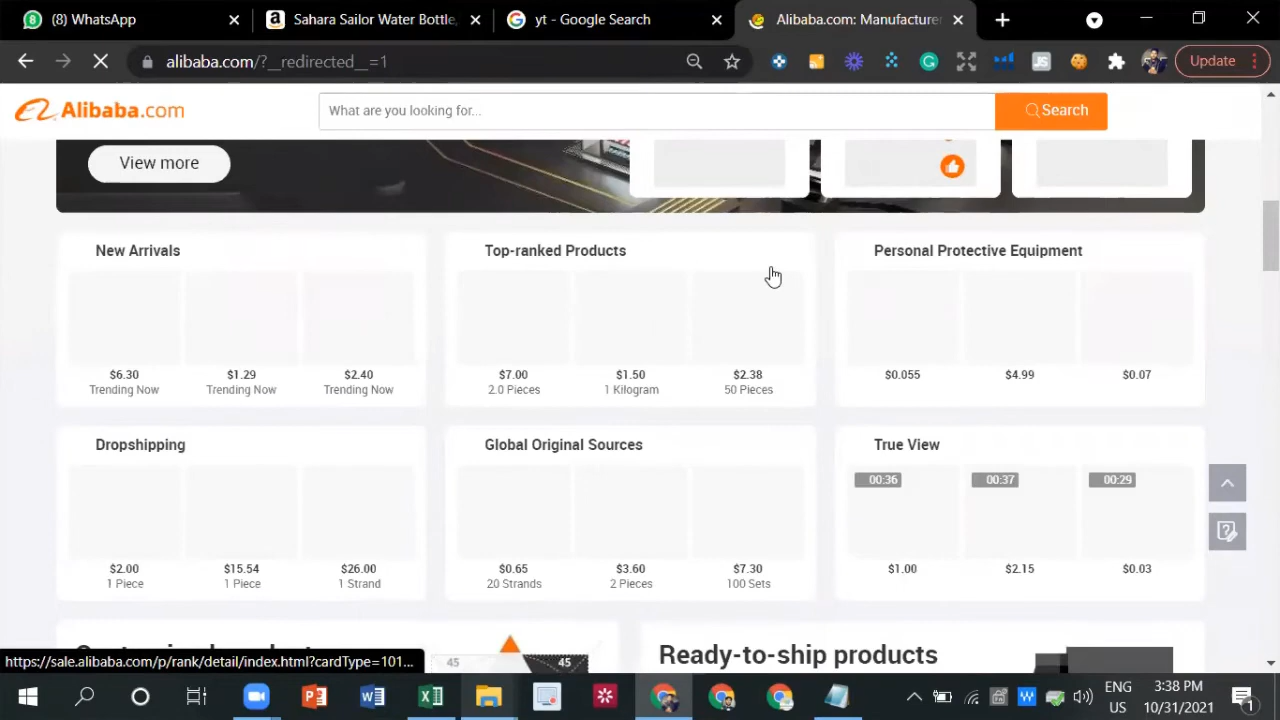 WhatsApp
Sahara Sailor Water Bottle,
yt - Google Search
Alibaba.com: Manufacturer
alibaba.com/?__redirected__=1
JS
Update
Alibaba.com
What are you looking for...
Search
View more
New Arrivals
Top-ranked Products
Personal Protective Equipment
$6.30
$1.29
$2.40
$7.00
$1.50
$2.38
$0.055
$4.99
$0.07
Trending Now
Trending Now
Trending Now
2.0 Pieces
1 Kilogram
50 Pieces
Dropshipping
Global Original Sources
True View
00:36
00:37
00:29
$2.00
$15.54
$26.00
$0.65
$3.60
$7.30
$1.00
$2.15
$0.03
1 Piece
1 Piece
1 Strand
20 Strands
2 Pieces
100 Sets
Ready-to-ship products
https://sale.alibaba.com/p/rank/detail/index.html?cardType=101...
45
45
ENG
US
3:38 PM
10/31/2021
1